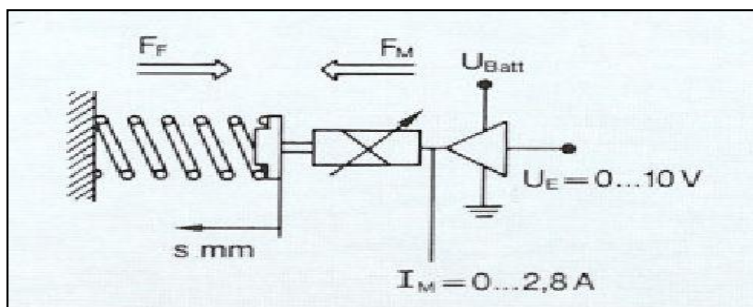 F_F F_M
U_Batt
U_E = 0...10 V
s mm
I_M = 0...2,8 A